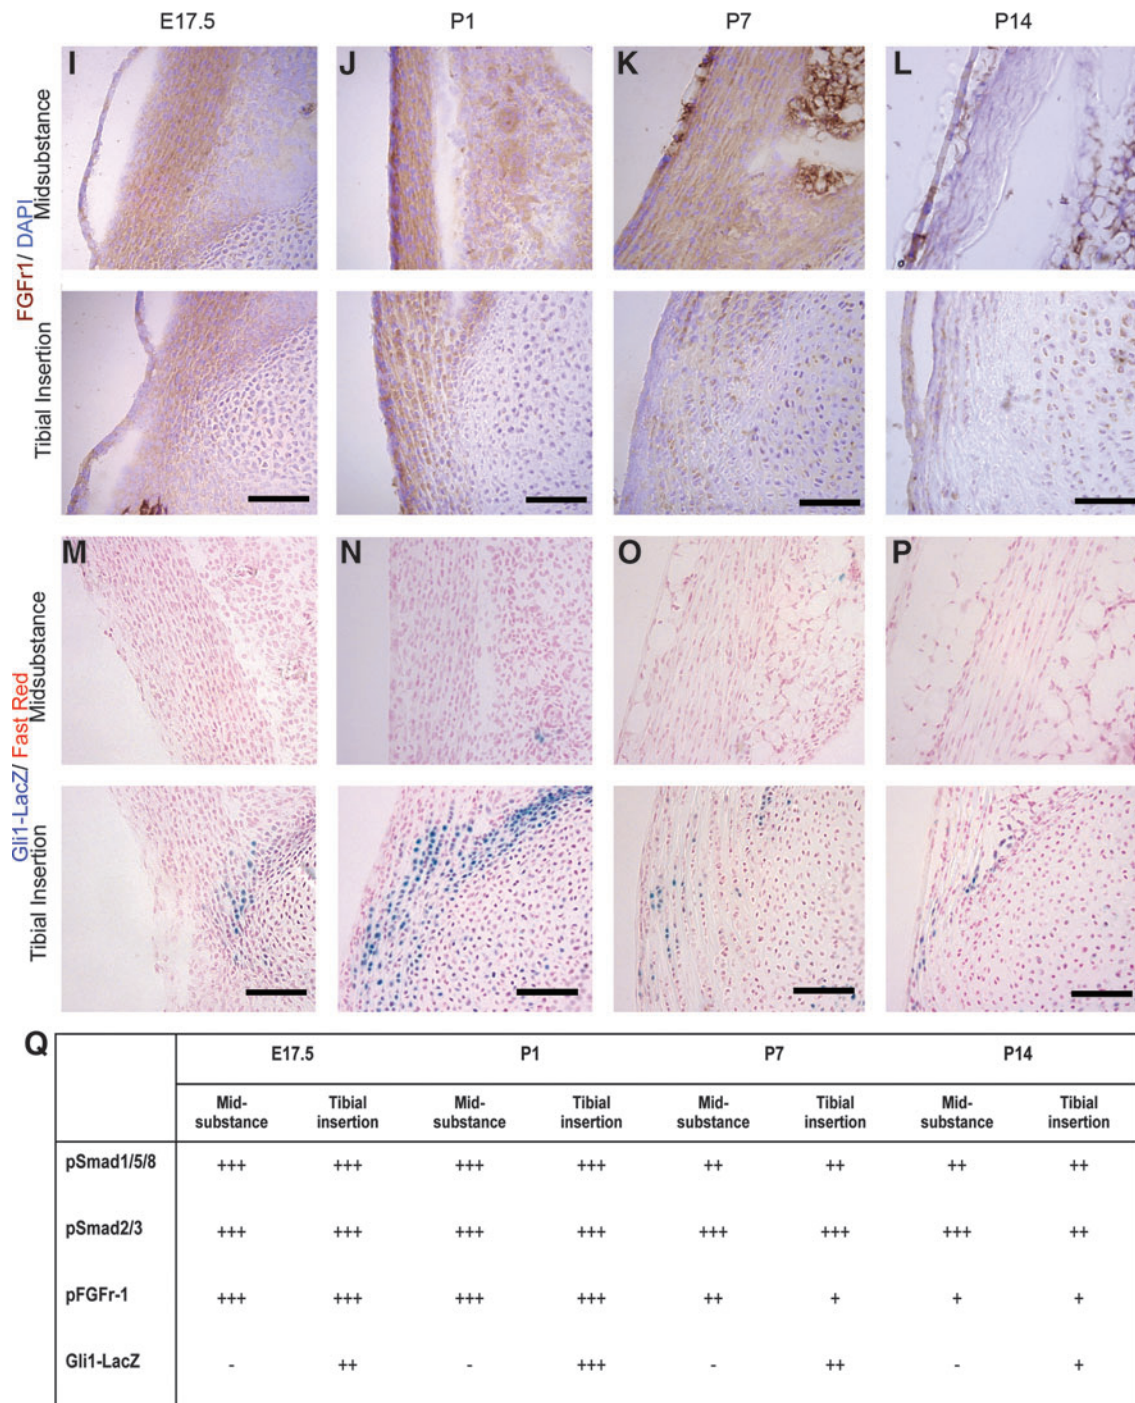 E17.5 P1 P7 P14
I J K L
FGFr1/ DAPI
Midsubstance
Tibial Insertion
M N O P
Gli1-LacZ/ Fast Red
Midsubstance
Tibial Insertion
Q
E17.5 P1 P7 P14
Mid- Tibial Mid- Tibial Mid- Tibial Mid- Tibial
substance insertion substance insertion substance insertion substance insertion
pSmad1/5/8 +++ +++ +++ +++ ++ ++ ++ ++
pSmad2/3 +++ +++ +++ +++ +++ +++ +++ ++
pFGFr-1 +++ +++ +++ +++ ++ + + +
Gli1-LacZ - ++ - +++ - ++ - +